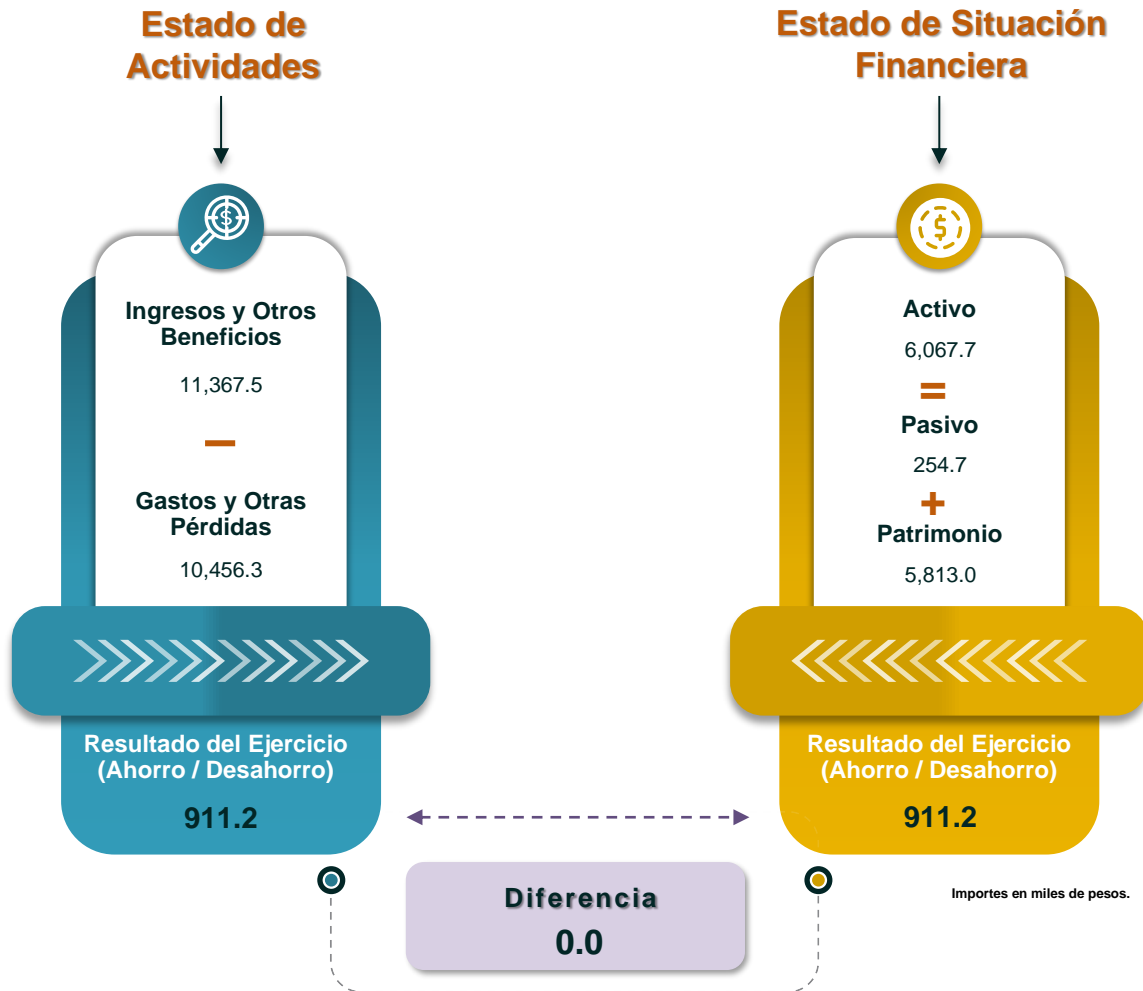 Estado de
Actividades
Ingresos y Otros
Beneficios
11,367.5
−
Gastos y Otras
Pérdidas
10,456.3
Resultado del Ejercicio
(Ahorro / Desahorro)
911.2
Estado de Situación
Financiera
$
Activo
6,067.7
=
Pasivo
254.7
+
Patrimonio
5,813.0
Resultado del Ejercicio
(Ahorro / Desahorro)
911.2
Diferencia
0.0
Importes en miles de pesos.